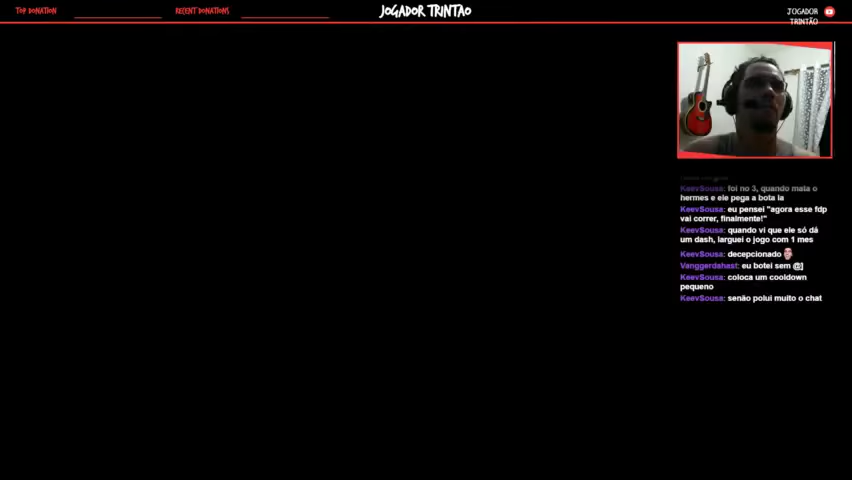 TOP DONATION
RECENT DONATIONS
JOGADOR TRINTAO
JOGADOR
TRINTÃO
KeevSousa: foi no 3, quando mata o
hermes e ele pega a bota la
KeevSousa: eu pensei "agora esse fdp
vai correr, finalmente!"
KeevSousa: quando vi que ele só dá
um dash, larguei o jogo com 1 mes
KeevSousa: decepcionado
Vanggerdahast: eu botei sem @]
KeevSousa: coloca um cooldown
pequeno
KeevSousa: senão polui muito o chat